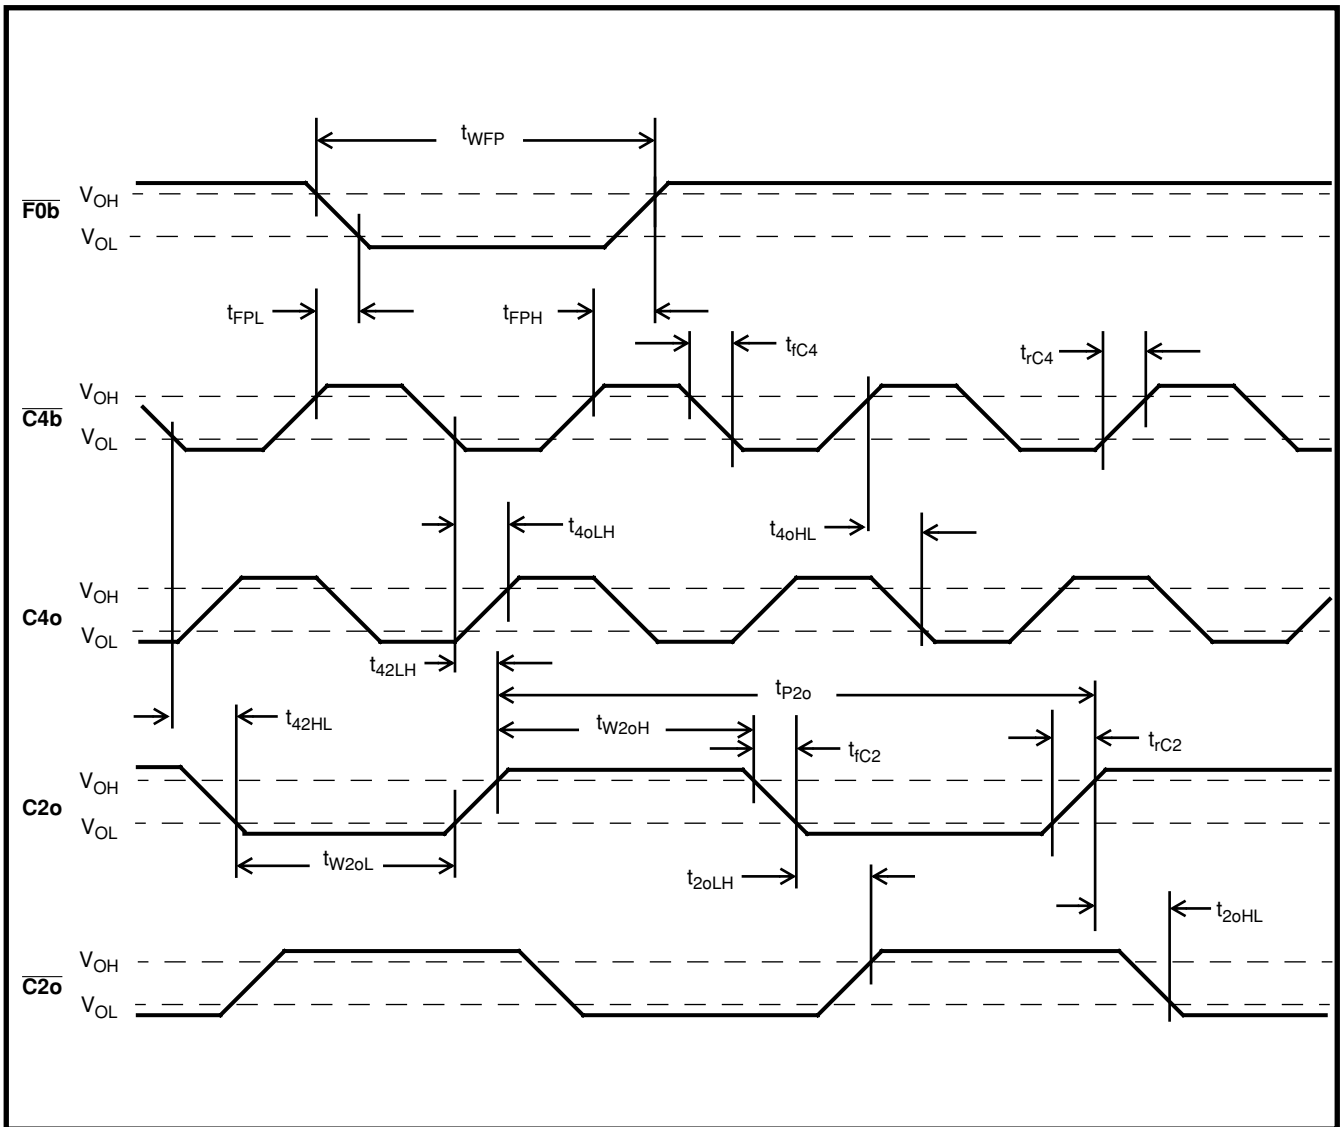 tWFP
VOH
F0b
VOL
tFPL
tFPH
tfC4
trC4
VOH
C4b
VOL
t4oLH
t4oHL
VOH
C4o
VOL
t42LH
tP2o
t42HL
tW2oH
tfC2
trC2
VOH
C2o
VOL
tW2oL
t2oLH
t2oHL
VOH
C2o
VOL